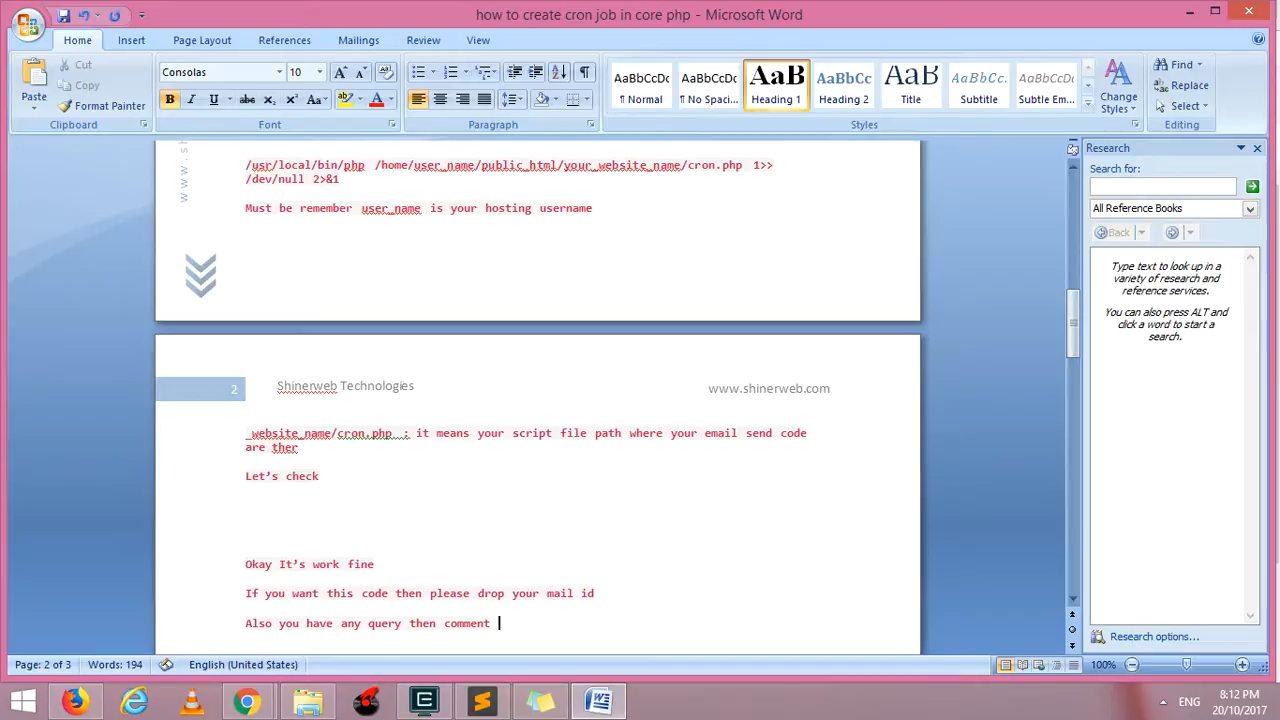 how to create cron job in core php - Microsoft Word
Home Insert Page Layout References Mailings Review View
Paste
Cut
Copy
Format Painter
Clipboard
Consolas 10
B I U abc X₂ X² Aa
Font
Paragraph
AaBbCcDc AaBbCcDc AaB AaBbCc AaB AaBbCc. AaBbCcDc
¶ Normal ¶ No Spaci... Heading 1 Heading 2 Title Subtitle Subtle Em...
Change
Styles
Styles
Find
Replace
Select
Editing
/usr/local/bin/php /home/user_name/public_html/your_website_name/cron.php 1>>
/dev/null 2>&1
Must be remember user_name is your hosting username
2 Shinerweb Technologies www.shinerweb.com
_website_name/cron.php : it means your script file path where your email send code
are ther
Let's check
Okay It's work fine
If you want this code then please drop your mail id
Also you have any query then comment
Research
Search for:
All Reference Books
Back
Type text to look up in a
variety of research and
reference services.
You can also press ALT and
click a word to start a
search.
Research options...
Page: 2 of 3 Words: 194 English (United States) 100%
ENG
8:12 PM
20/10/2017